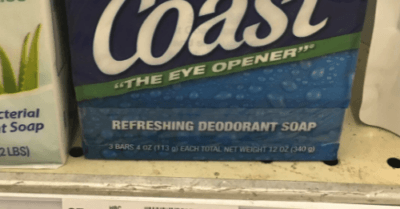 Coast
"THE EYE OPENER"®
REFRESHING DEODORANT SOAP
3 BARS 4 OZ (113 g) EACH TOTAL NET WEIGHT 12 OZ (340 g)
cterial
t Soap
2 LBS)